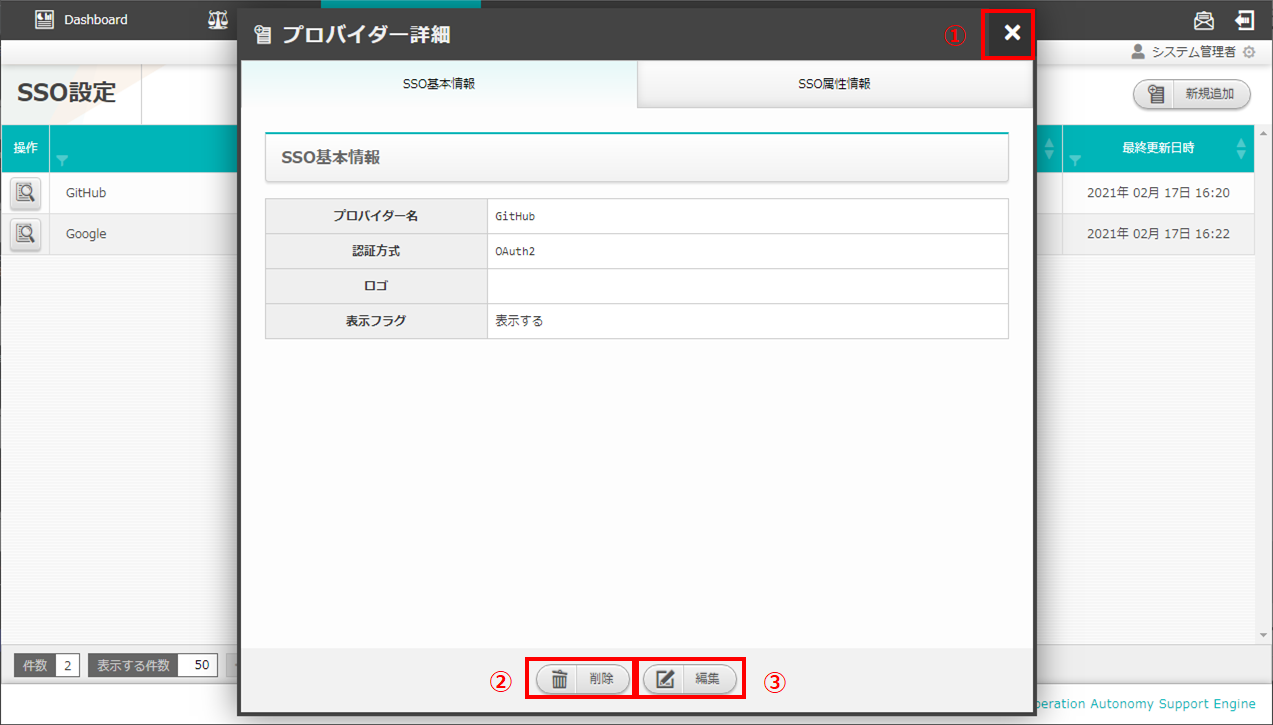 Dashboard
プロバイダー詳細
①
システム管理者
SSO基本情報
SSO属性情報
SSO設定
新規追加
操作
最終更新日時
SSO基本情報
GitHub
2021年 02月 17日 16:20
プロバイダー名
GitHub
Google
2021年 02月 17日 16:22
認証方式
OAuth2
ロゴ
表示フラグ
表示する
件数
2
表示する件数
50
②
削除
編集
③
Autonomy Support Engine